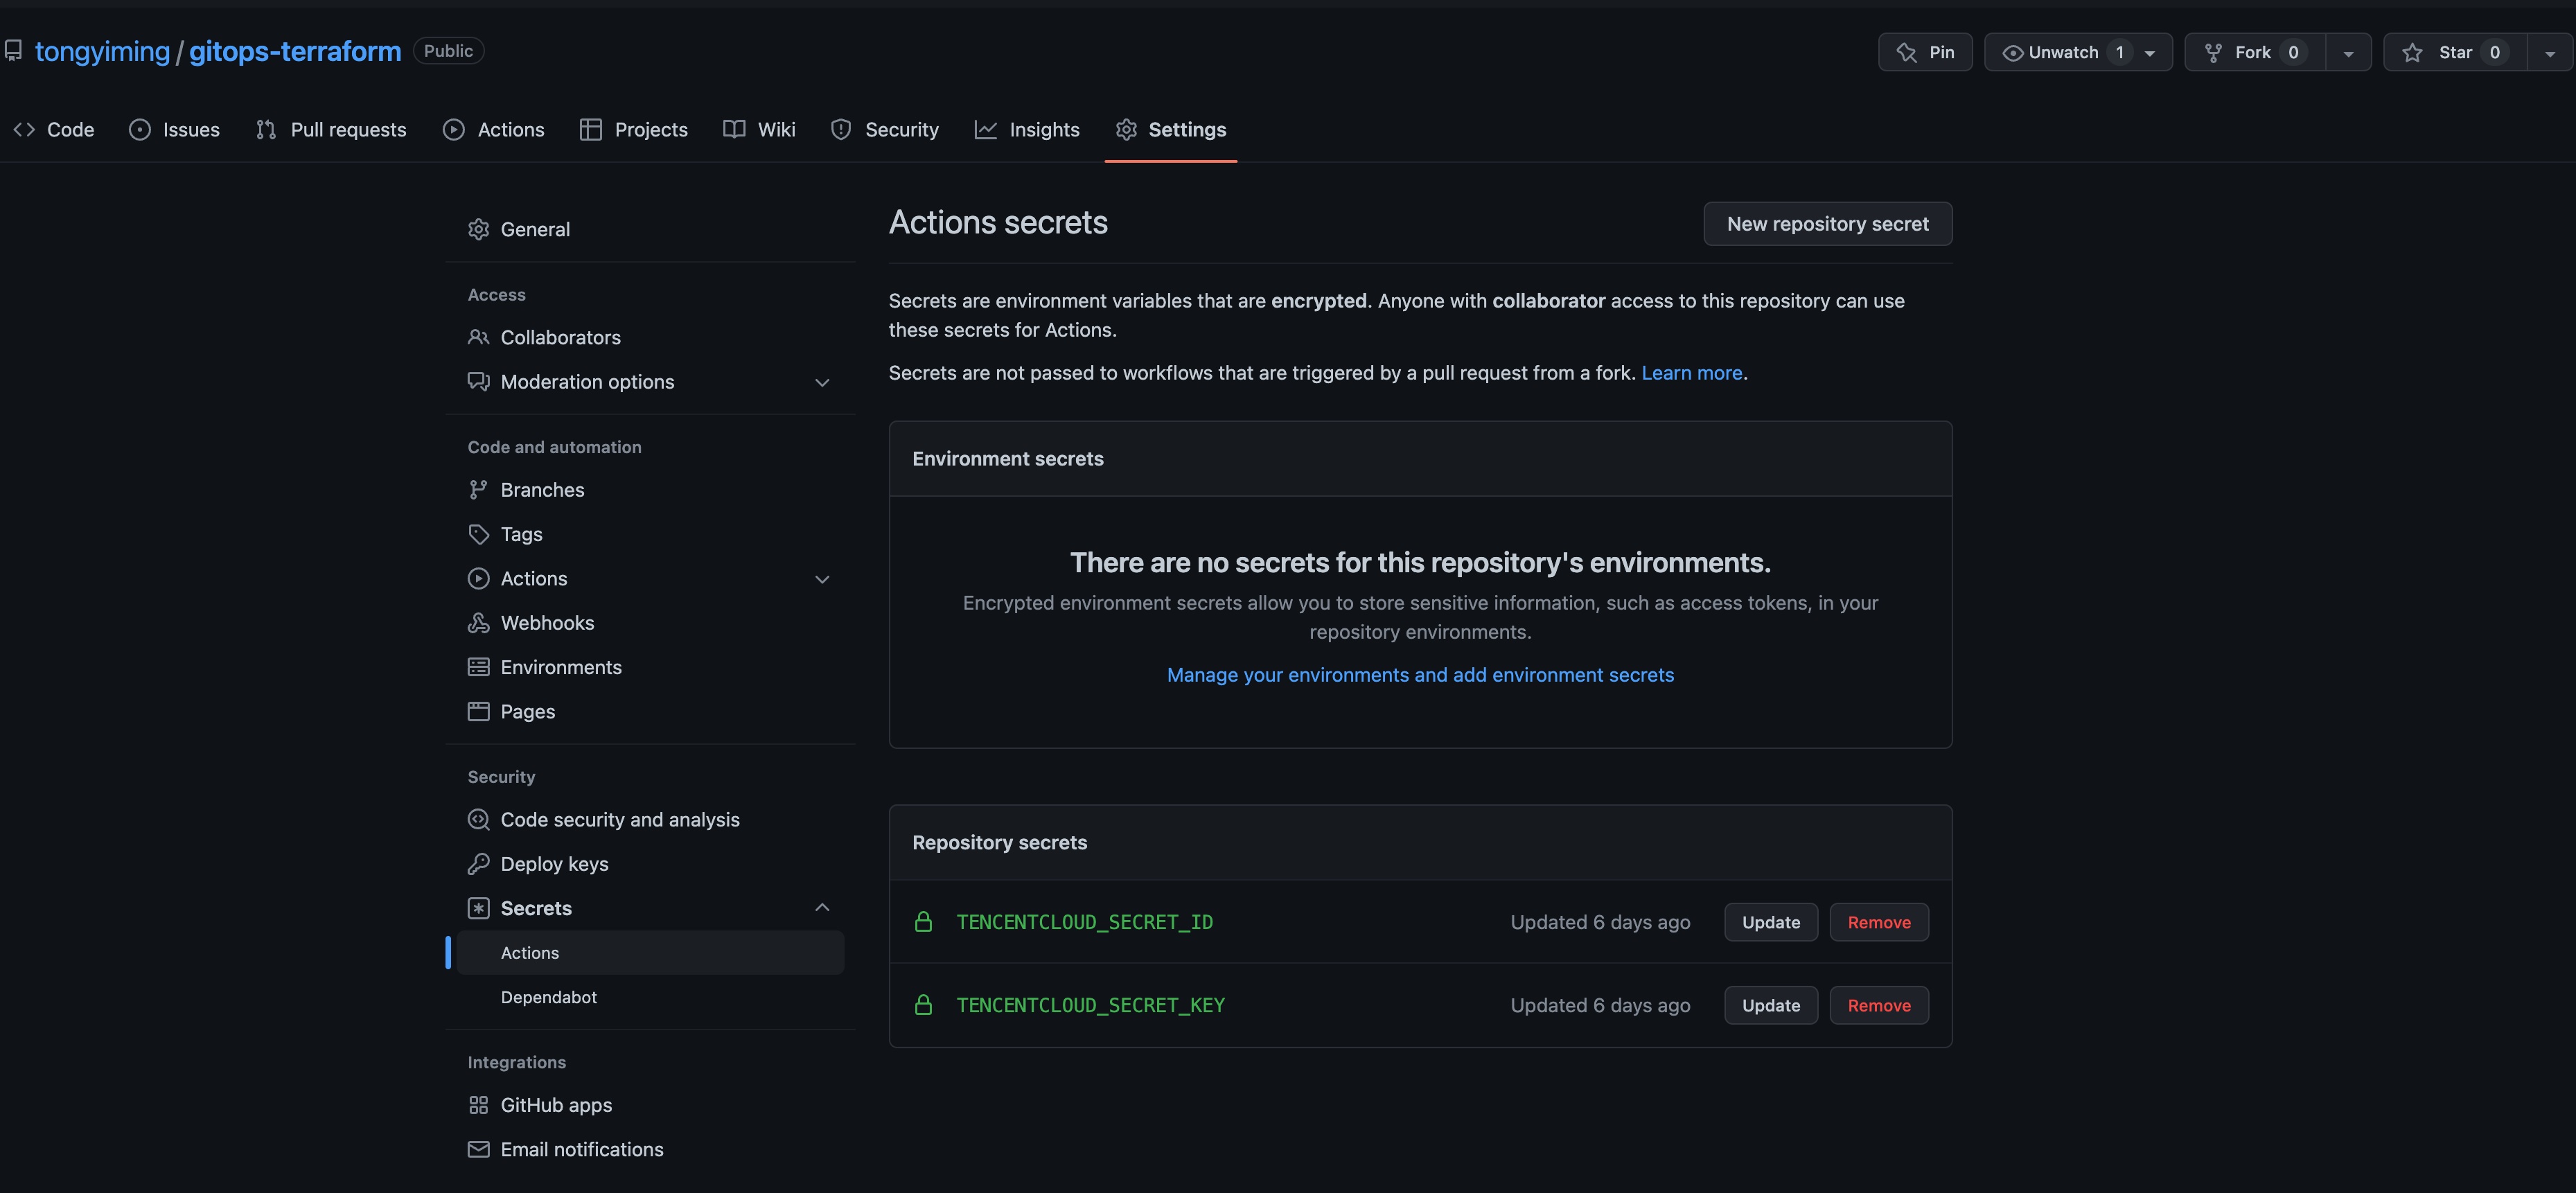 tongyiming / gitops-terraform Public
Pin
Unwatch 1
Fork 0
Star 0
Code
Issues
Pull requests
Actions
Projects
Wiki
Security
Insights
Settings
General
Access
Collaborators
Moderation options
Code and automation
Branches
Tags
Actions
Webhooks
Environments
Pages
Security
Code security and analysis
Deploy keys
Secrets
Actions
Dependabot
Integrations
GitHub apps
Email notifications
Actions secrets
New repository secret
Secrets are environment variables that are encrypted. Anyone with collaborator access to this repository can use
these secrets for Actions.
Secrets are not passed to workflows that are triggered by a pull request from a fork. Learn more.
Environment secrets
There are no secrets for this repository's environments.
Encrypted environment secrets allow you to store sensitive information, such as access tokens, in your
repository environments.
Manage your environments and add environment secrets
Repository secrets
TENCENTCLOUD_SECRET_ID Updated 6 days ago Update Remove
TENCENTCLOUD_SECRET_KEY Updated 6 days ago Update Remove